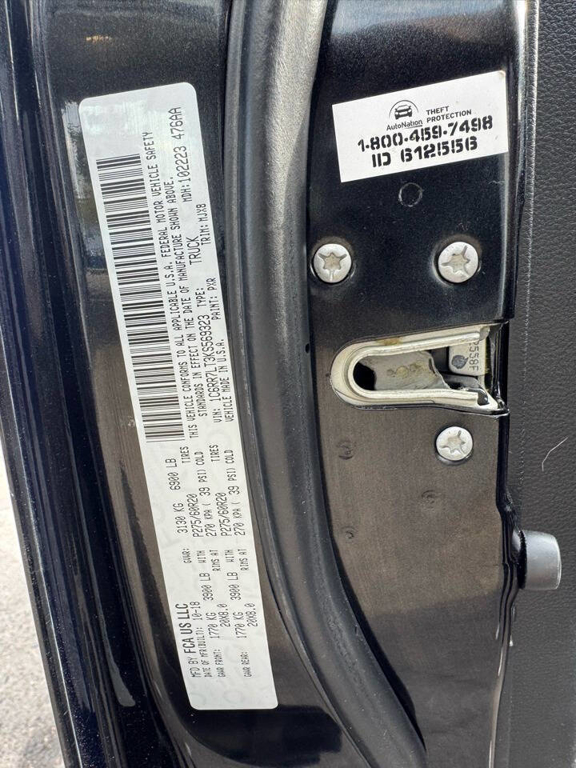 MFD BY FCA US LLC
DATE OF MFR(BUILT): 10-18 GVWR: 3130 KG 6900 LB
GAWR FRONT: WITH TIRES
1770 KG 3900 LB P275/60R20
RIMS AT
20X8.0 270 KPA ( 39 PSI) COLD
GAWR REAR: WITH TIRES
1770 KG 3900 LB P275/60R20
RIMS AT
20X8.0 270 KPA ( 39 PSI) COLD
THIS VEHICLE CONFORMS TO ALL APPLICABLE U.S.A. FEDERAL MOTOR VEHICLE SAFETY
STANDARDS IN EFFECT ON THE DATE OF MANUFACTURE SHOWN ABOVE.
VIN: 1C6RR7LT3KS569323 TYPE: TRUCK MDH:102223 476AA
VEHICLE MADE IN U.S.A. PAINT: PXR TRIM: MJX8
AutoNation THEFT
PROTECTION
1-800-459-7498
ID 612556